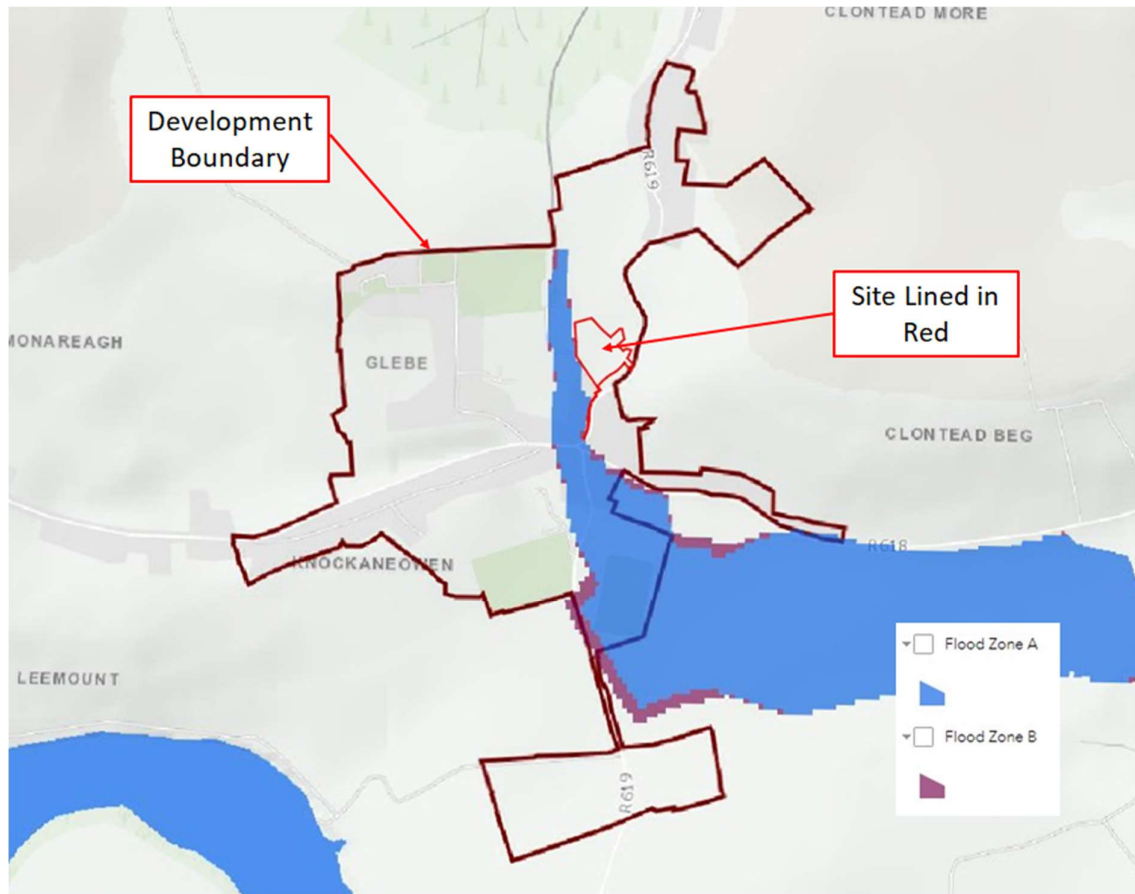 CLONTEAD MORE
Development
Boundary
R619
Site Lined in
Red
MONAREAGH
GLEBE
CLONTEAD BEG
R618
KNOCKANEOWEN
Flood Zone A
LEEMOUNT
Flood Zone B
R619